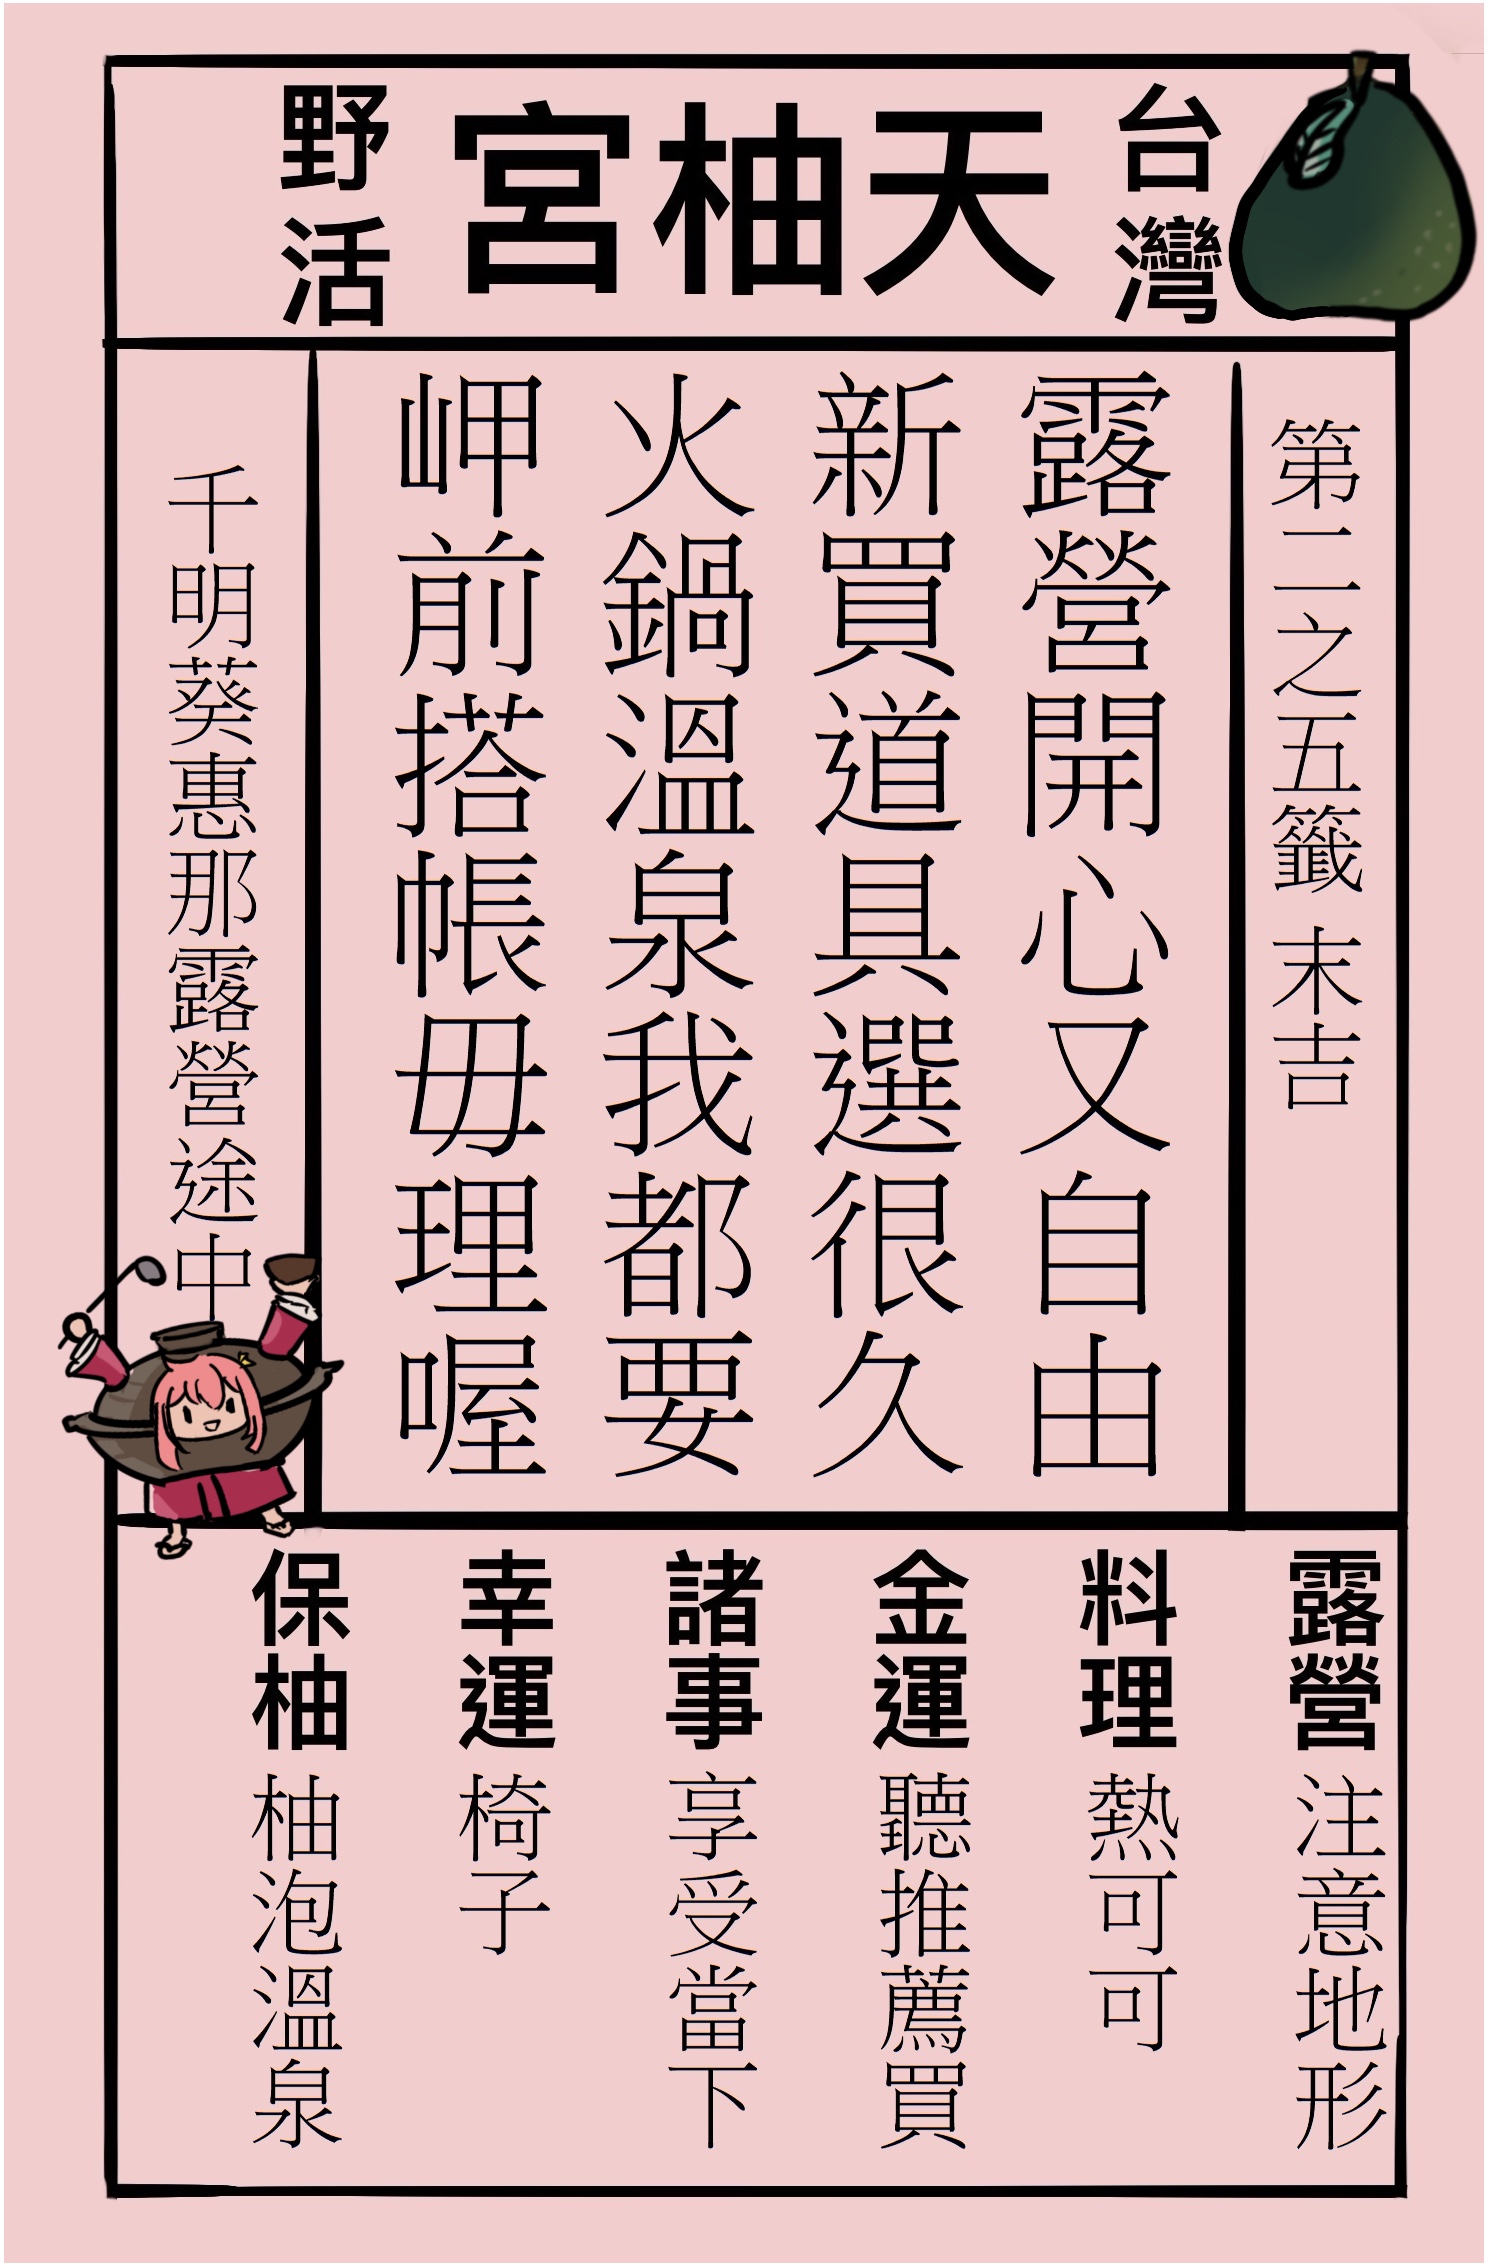 台灣
天柚宮
野活
第二之五籤 末吉
露營開心又自由
新買道具選很久
火鍋溫泉我都要
岬前搭帳毋理喔
千明葵惠那露營途中
露營 注意地形
料理 熱可可
金運 聽推薦買
諸事 享受當下
幸運 椅子
保柚 柚泡溫泉